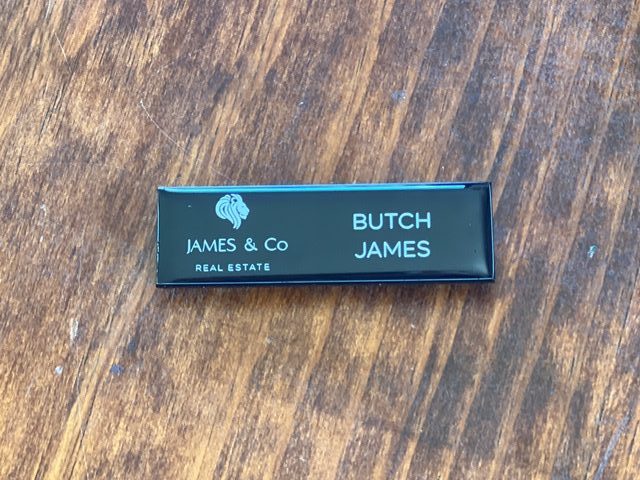 JAMES & Co
REAL ESTATE
BUTCH
JAMES